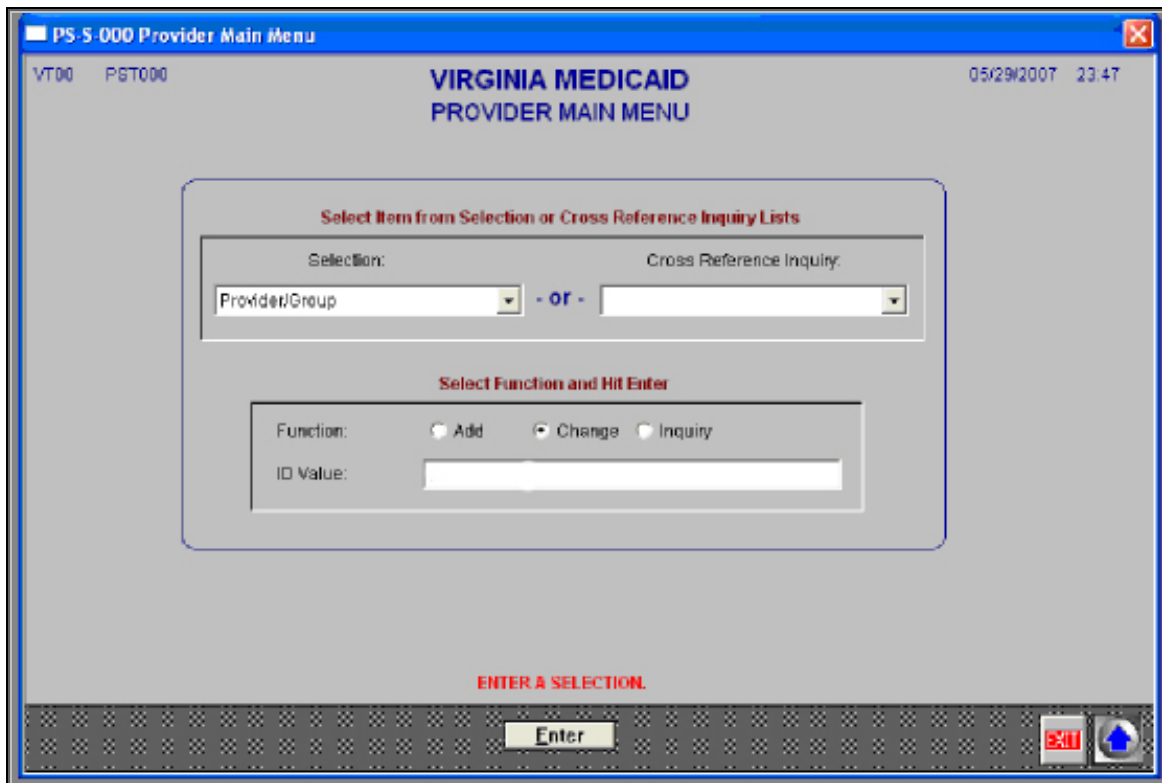 PS-S-000 Provider Main Menu
VT00 PST000 VIRGINIA MEDICAID 05/29/2007 23:47
PROVIDER MAIN MENU
Select Item from Selection or Cross Reference Inquiry Lists
Selection: Cross Reference Inquiry:
Provider/Group - or -
Select Function and Hit Enter
Function: Add Change Inquiry
ID Value:
ENTER A SELECTION.
Enter
EXIT